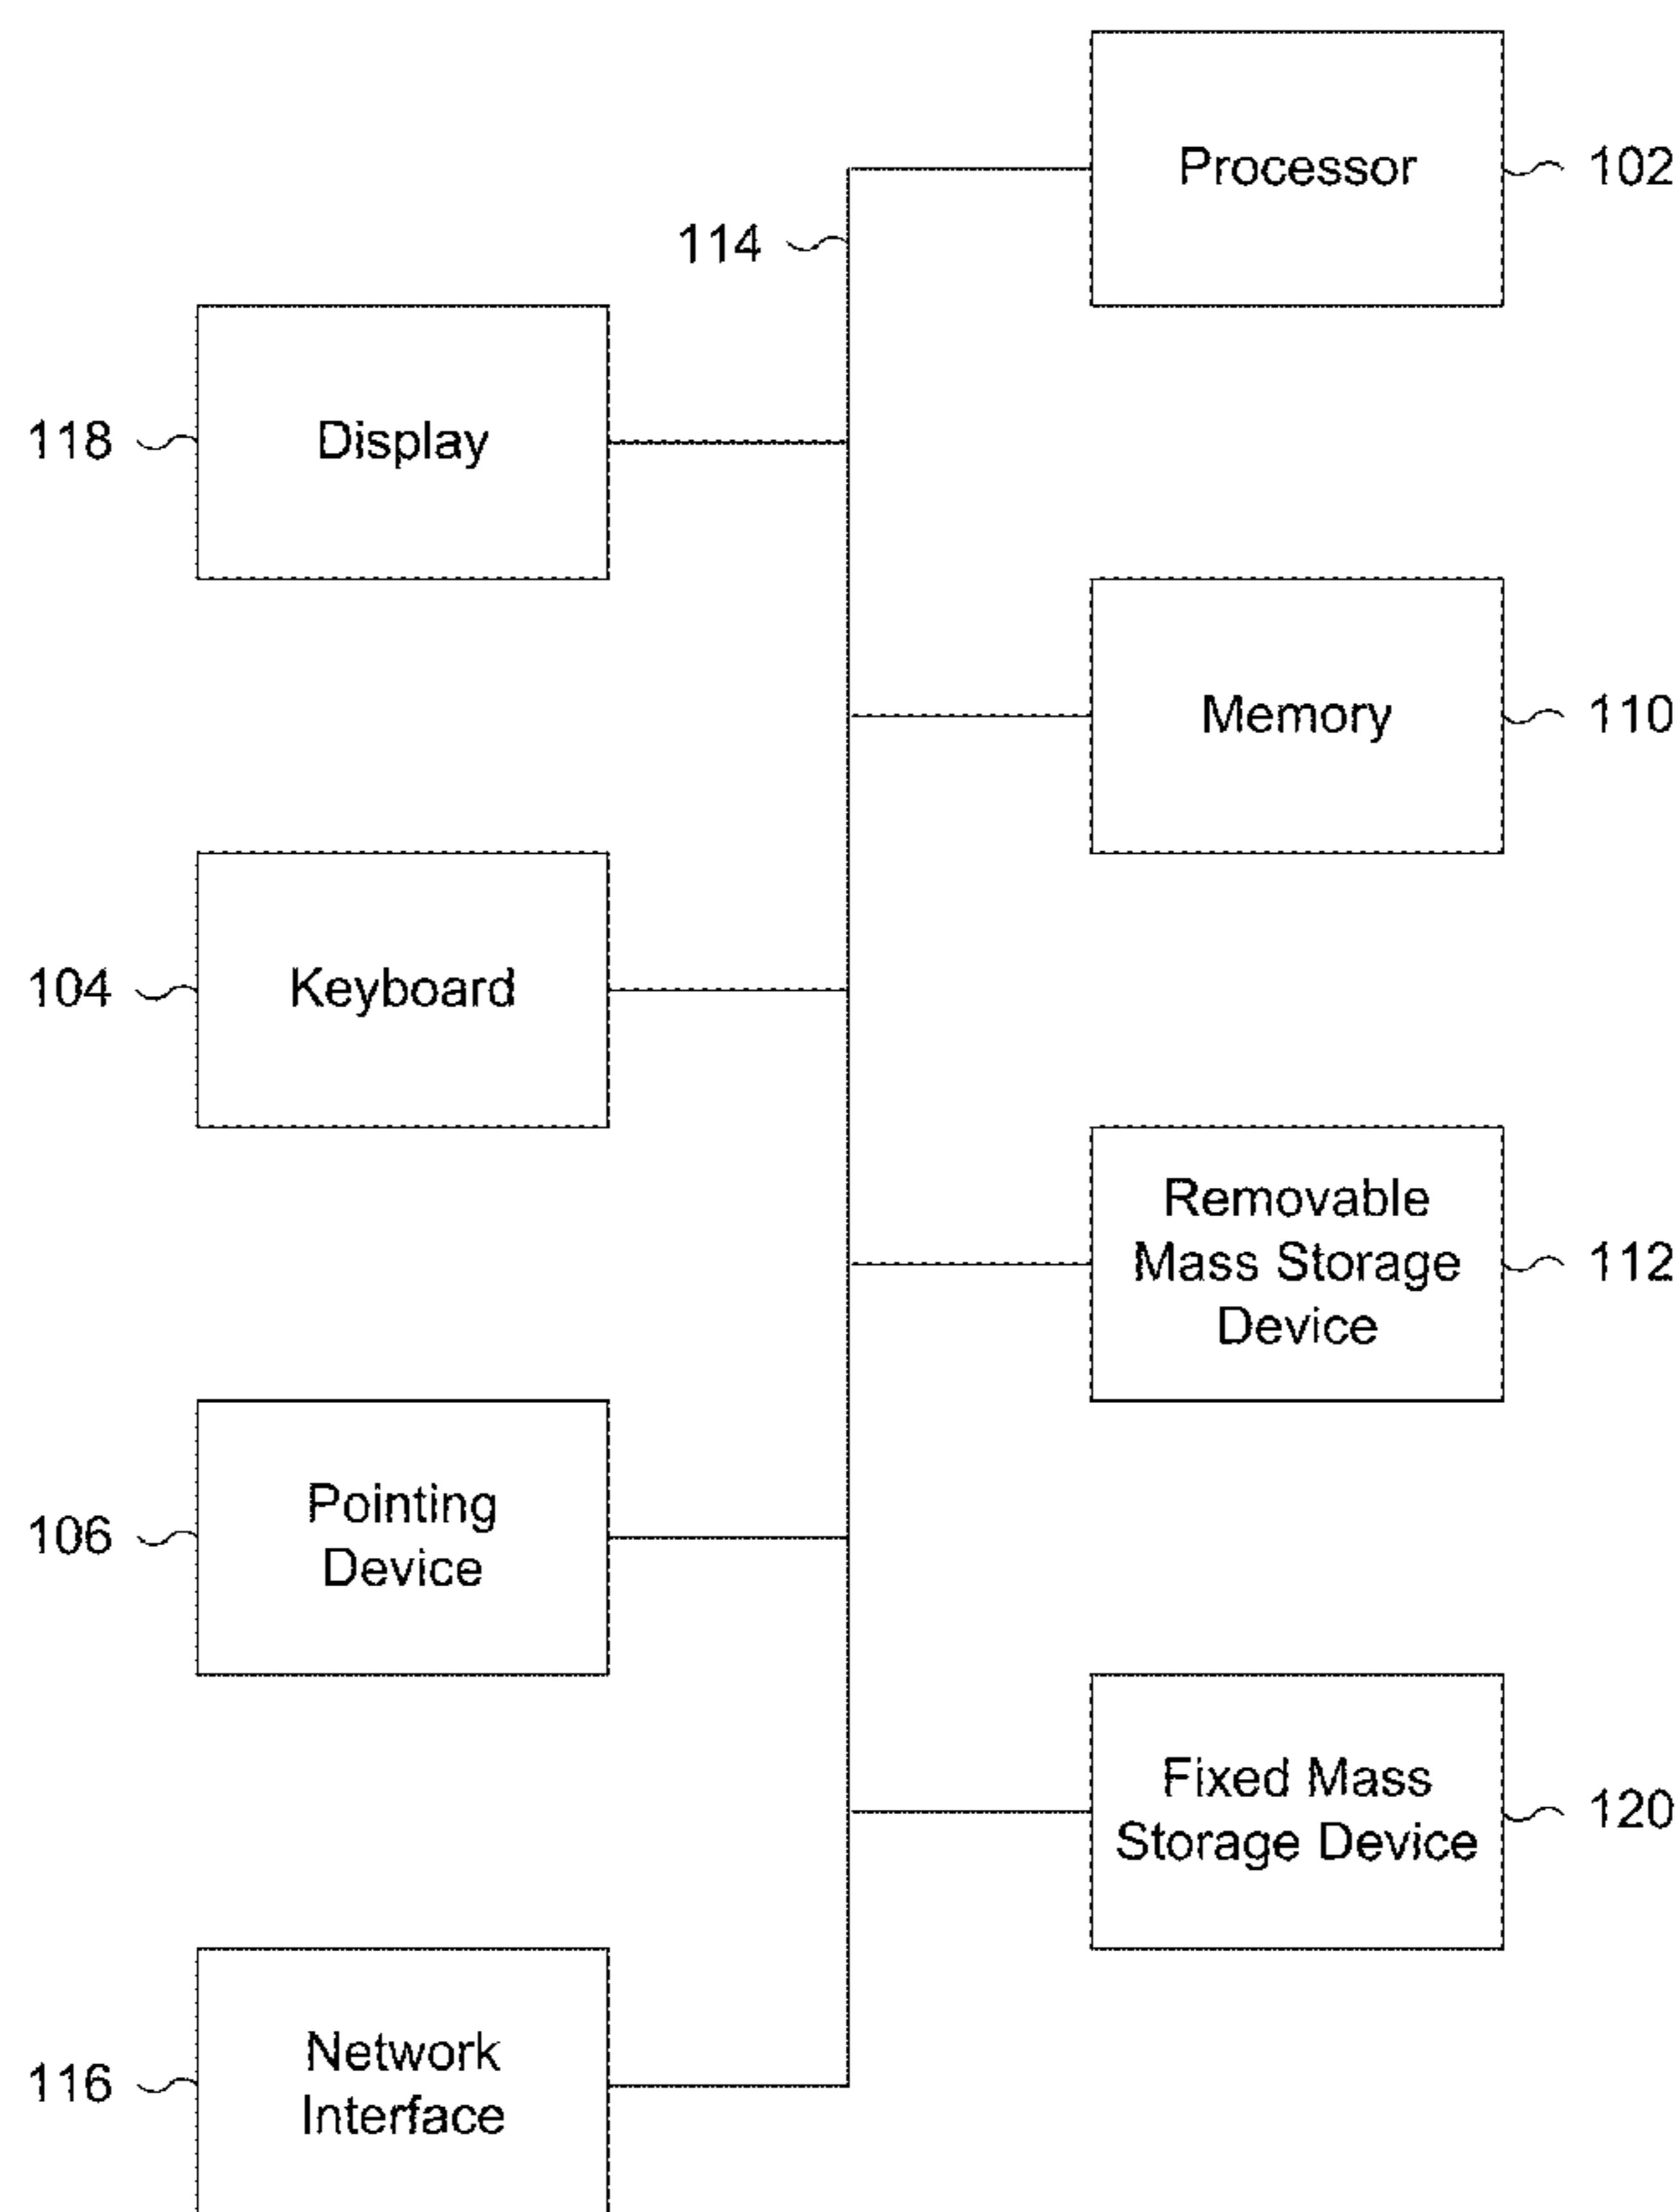 Processor
102
114
118
Display
Memory
110
104
Keyboard
Removable
Mass Storage
Device
112
106
Pointing
Device
Fixed Mass
Storage Device
120
116
Network
Interface